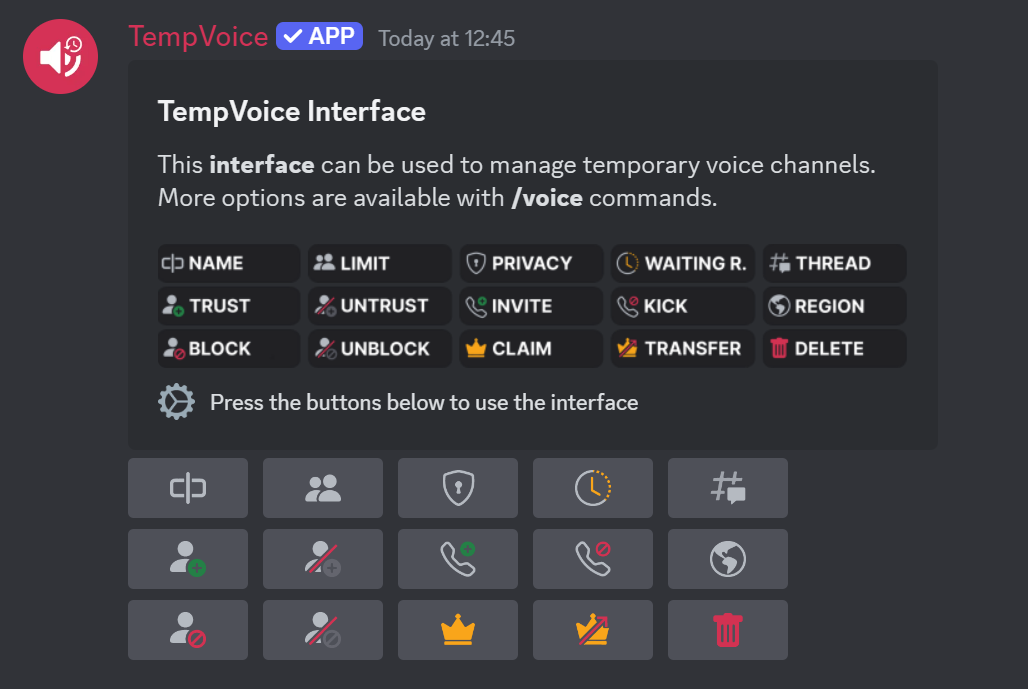 TempVoice APP Today at 12:45
TempVoice Interface
This interface can be used to manage temporary voice channels.
More options are available with /voice commands.
NAME LIMIT PRIVACY WAITING R. THREAD
TRUST UNTRUST INVITE KICK REGION
BLOCK UNBLOCK CLAIM TRANSFER DELETE
Press the buttons below to use the interface